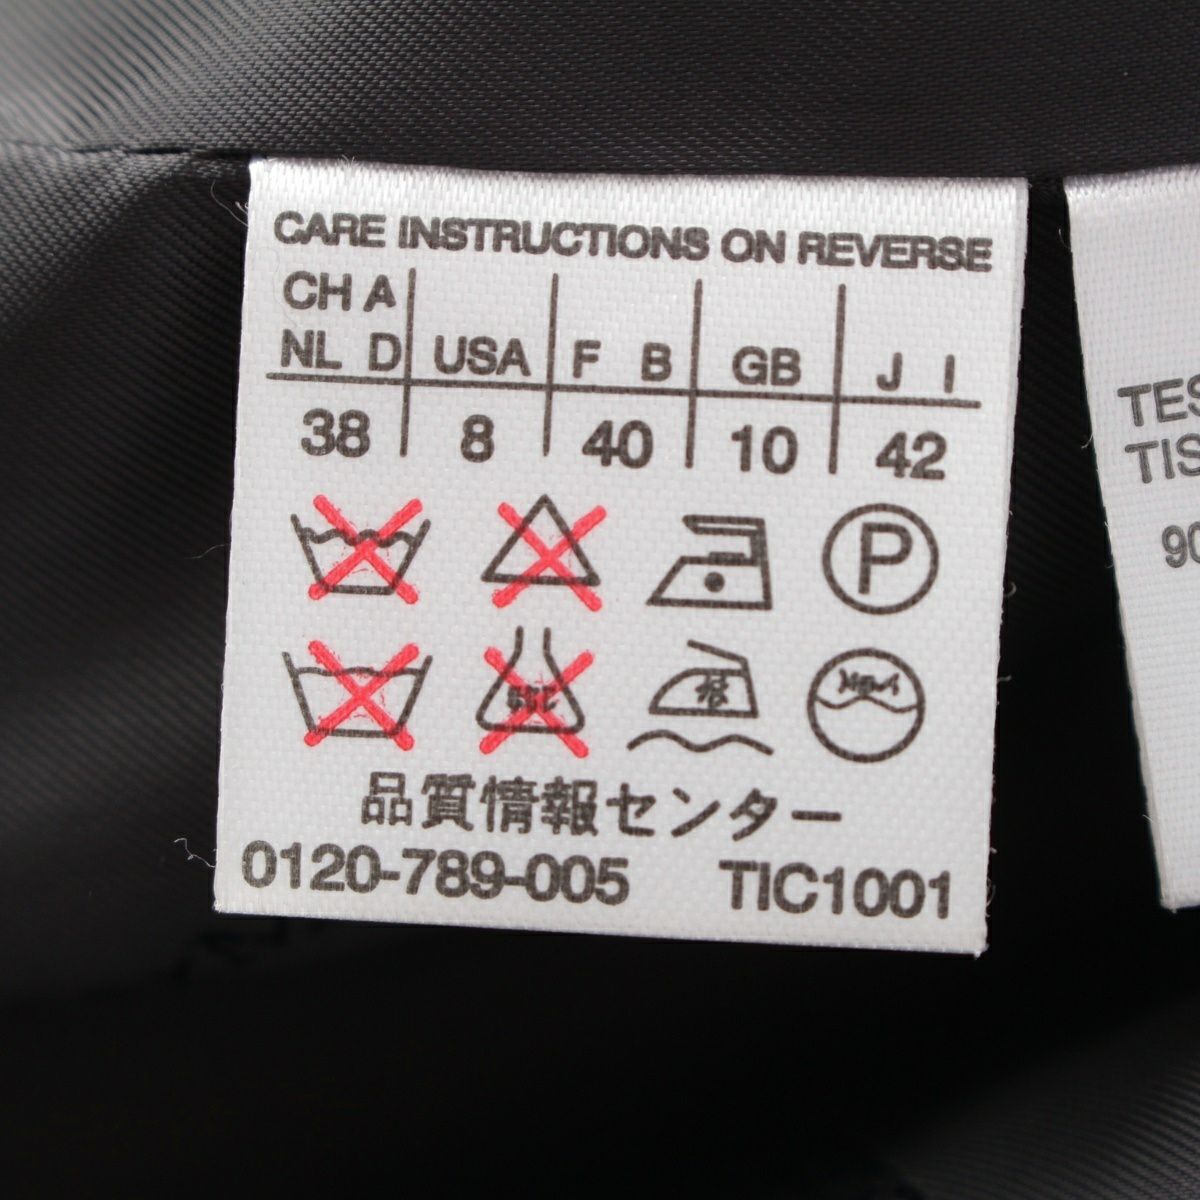 CARE INSTRUCTIONS ON REVERSE
CH A
NL D USA F B GB J I
38 8 40 10 42
P
品質情報センター
0120-789-005 TIC1001
TES
TIS
90